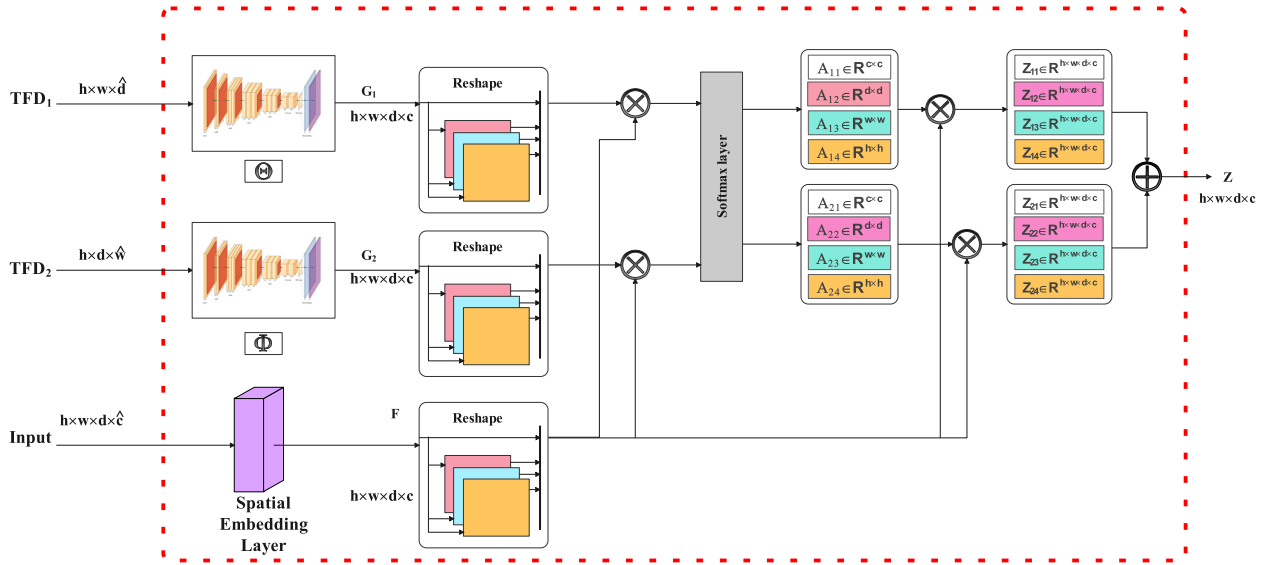 TFD₁
h×w×d̂
Θ
G₁
h×w×d×c
Reshape
TFD₂
h×d×ŵ
Φ
G₂
h×w×d×c
Reshape
Input
h×w×d×ĉ
Spatial
Embedding
Layer
F
h×w×d×c
Reshape
Softmax layer
A₁₁∈R^c×c
A₁₂∈R^d×d
A₁₃∈R^w×w
A₁₄∈R^h×h
A₂₁∈R^c×c
A₂₂∈R^d×d
A₂₃∈R^w×w
A₂₄∈R^h×h
Z₁₁∈R^h×w×d×c
Z₁₂∈R^h×w×d×c
Z₁₃∈R^h×w×d×c
Z₁₄∈R^h×w×d×c
Z₂₁∈R^h×w×d×c
Z₂₂∈R^h×w×d×c
Z₂₃∈R^h×w×d×c
Z₂₄∈R^h×w×d×c
Z
h×w×d×c